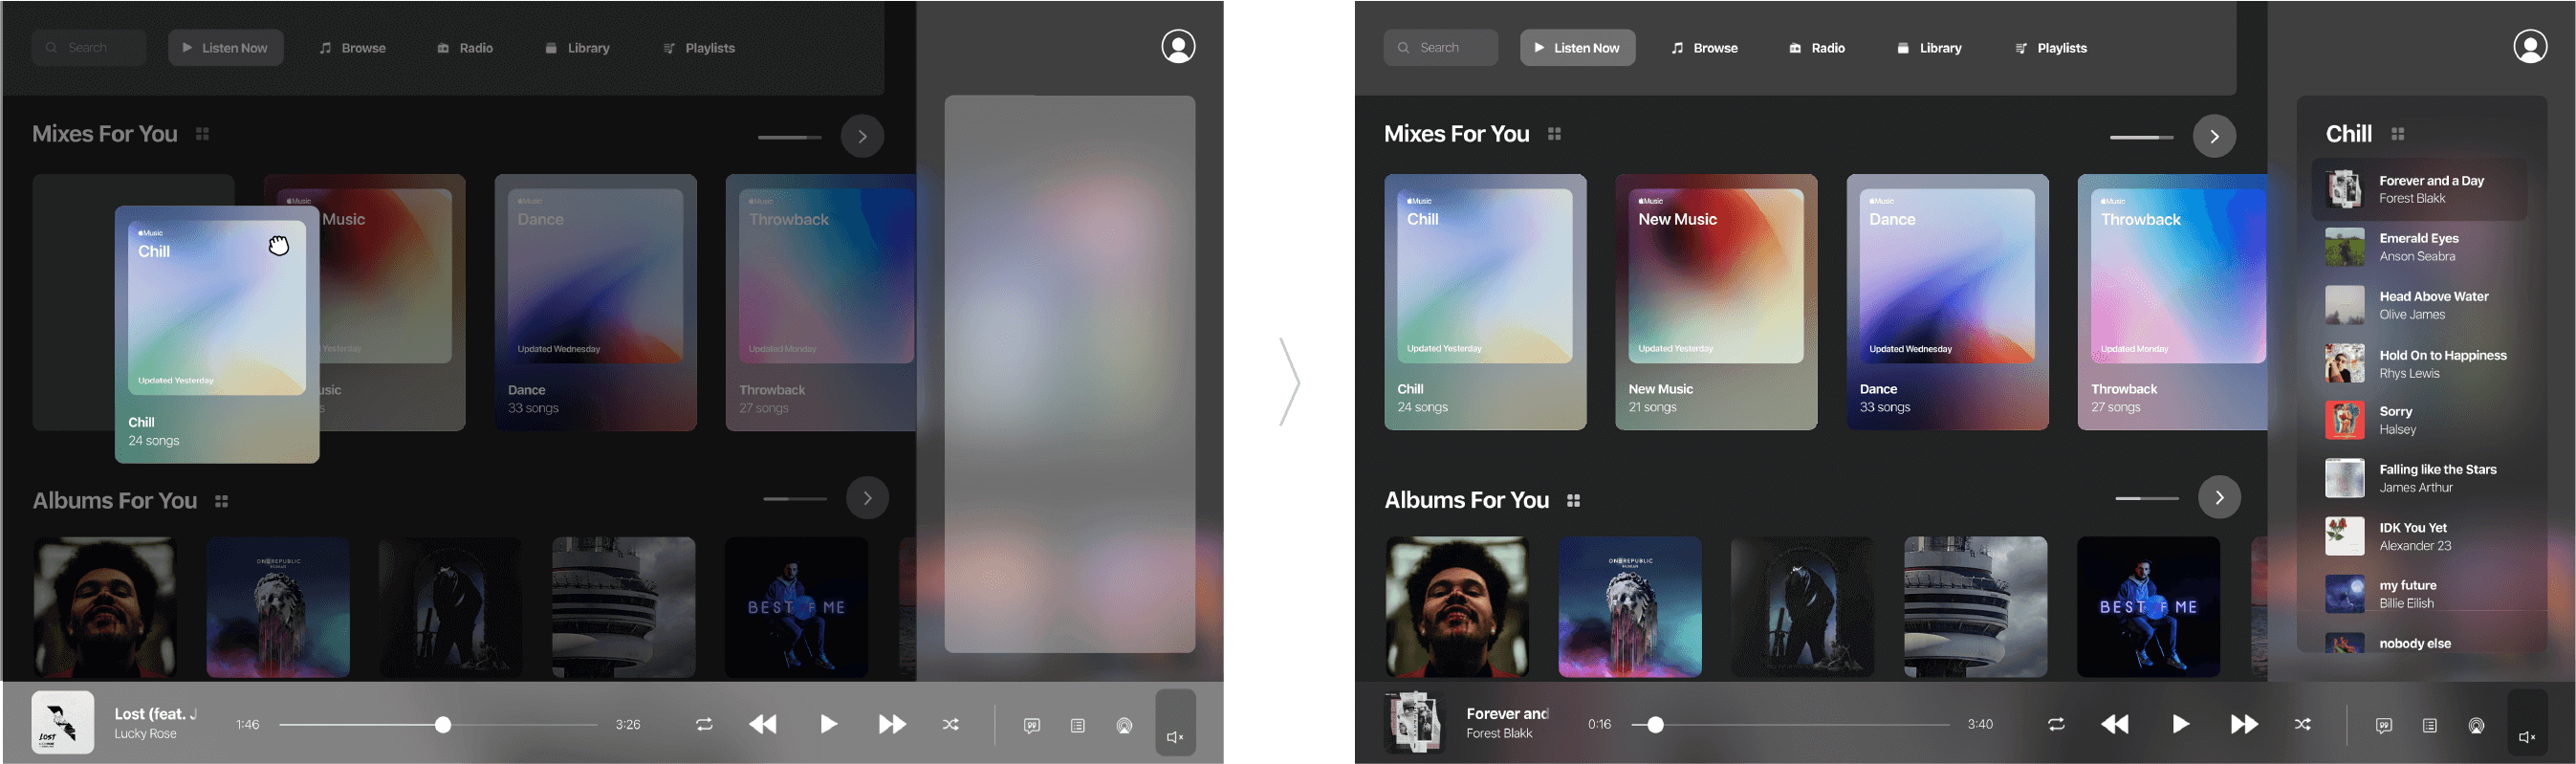 Search
Listen Now
Browse
Radio
Library
Playlists
Mixes For You
Music
Chill
Updated Yesterday
Chill
24 songs
Music
Yesterday
sic
s
Music
Dance
Updated Wednesday
Dance
33 songs
Music
Throwback
Updated Monday
Throwback
27 songs
Albums For You
ONEREPUBLIC
HUMAN
BEST OF ME
LOST
Lost (feat. J
Lucky Rose
1:46
3:26
Search
Listen Now
Browse
Radio
Library
Playlists
Mixes For You
Music
Chill
Updated Yesterday
Chill
24 songs
Music
New Music
Updated Yesterday
New Music
21 songs
Music
Dance
Updated Wednesday
Dance
33 songs
Music
Throwback
Updated Monday
Throwback
27 songs
Albums For You
ONEREPUBLIC
HUMAN
BEST OF ME
Chill
Forever and a Day
Forest Blakk
Emerald Eyes
Anson Seabra
Head Above Water
Olive James
Hold On to Happiness
Rhys Lewis
Sorry
Halsey
Falling like the Stars
James Arthur
IDK You Yet
Alexander 23
my future
Billie Eilish
nobody else
Forever and
Forest Blakk
0:16
3:40